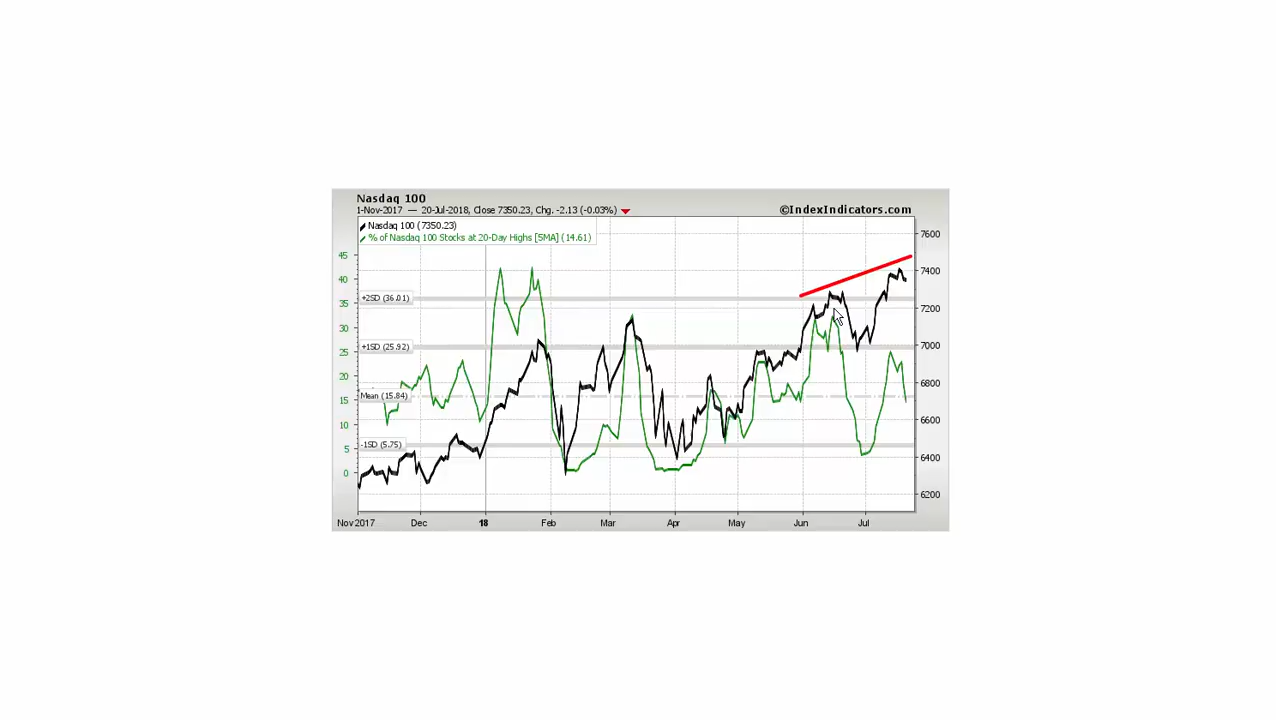 Nasdaq 100
1-Nov-2017 — 20-Jul-2018, Close 7350.23, Chg. -2.13 (-0.03%)
©IndexIndicators.com
Nasdaq 100 (7350.23)
% of Nasdaq 100 Stocks at 20-Day Highs [5MA] (14.61)
45
40
35
30
25
20
15
10
5
0
+2SD (36.01)
+1SD (25.92)
Mean (15.84)
-1SD (5.75)
7600
7400
7200
7000
6800
6600
6400
6200
Nov 2017 Dec 18 Feb Mar Apr May Jun Jul